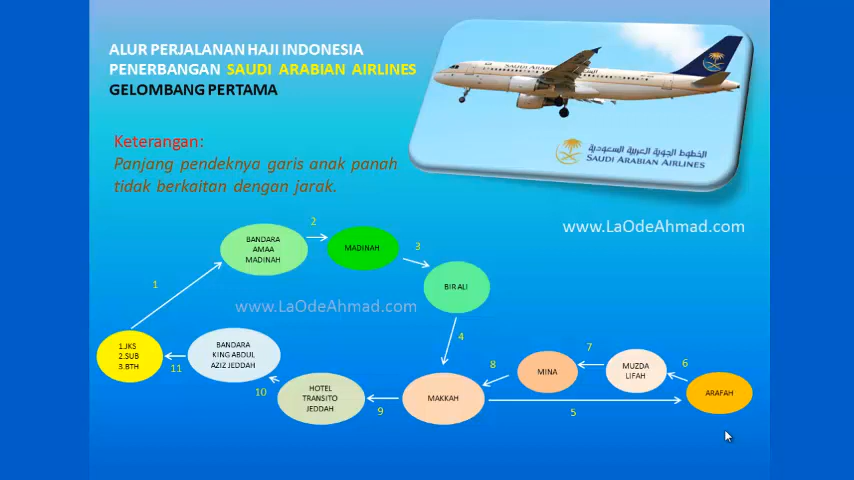 ALUR PERJALANAN HAJI INDONESIA
PENERBANGAN SAUDI ARABIAN AIRLINES
GELOMBANG PERTAMA
SAUDI ARABIAN
الخطوط الجوية العربية السعودية
SAUDI ARABIAN AIRLINES
Keterangan:
Panjang pendeknya garis anak panah
tidak berkaitan dengan jarak.
www.LaOdeAhmad.com
1
BANDARA
AMAA
MADINAH
2
MADINAH
3
BIR ALI
www.LaOdeAhmad.com
4
1.JKS
2.SUB
3.BTH
11
BANDARA
KING ABDUL
AZIZ JEDDAH
10
HOTEL
TRANSITO
JEDDAH
9
MAKKAH
8
MINA
7
MUZDA
LIFAH
6
ARAFAH
5